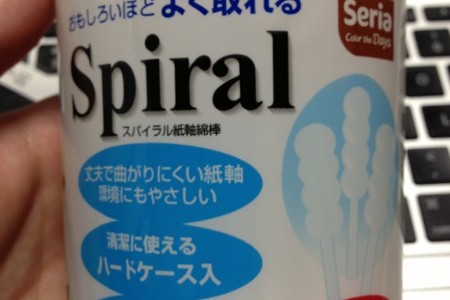 おもしろいほど よく取れる
Seria
Color the Days
Spiral
スパイラル紙軸綿棒
丈夫で曲がりにくい紙軸
環境にもやさしい
清潔に使える
ハードケース入